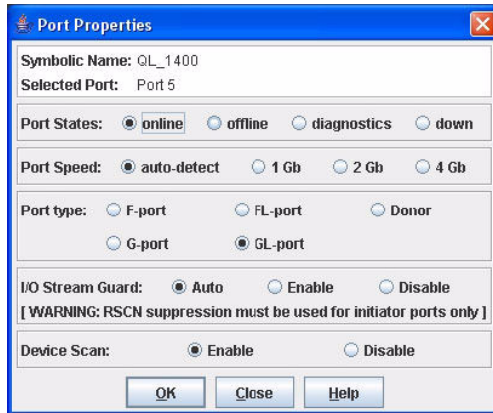 Port Properties
Symbolic Name: QL_1400
Selected Port: Port 5
Port States: online offline diagnostics down
Port Speed: auto-detect 1 Gb 2 Gb 4 Gb
Port type: F-port FL-port Donor
G-port GL-port
I/O Stream Guard: Auto Enable Disable
[ WARNING: RSCN suppression must be used for initiator ports only ]
Device Scan: Enable Disable
OK Close Help